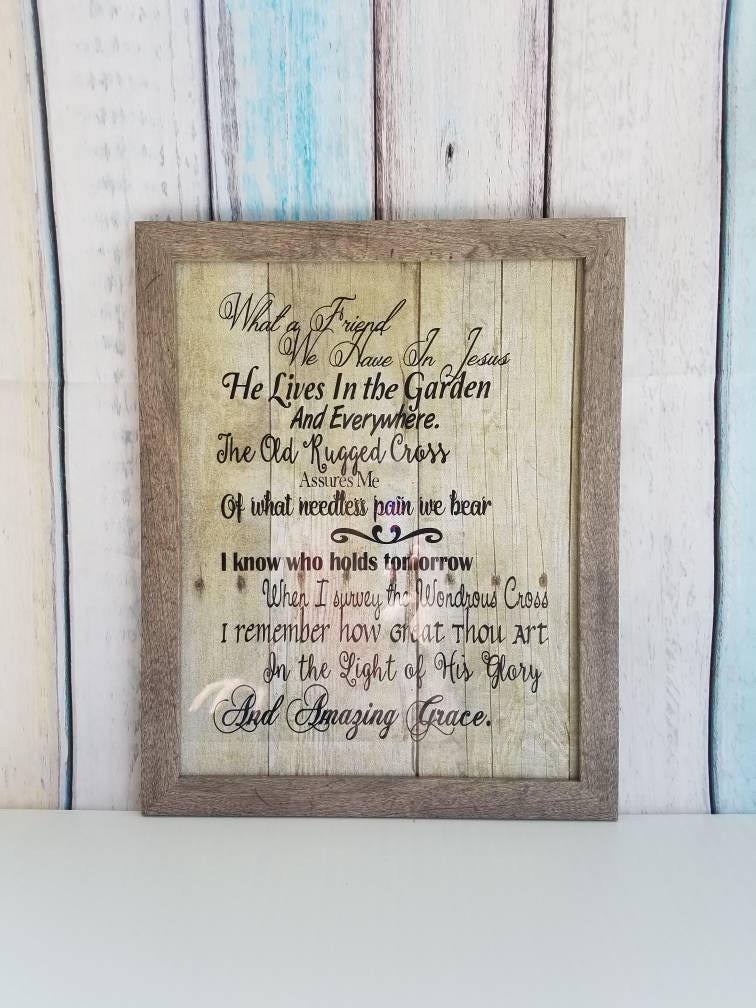 What a Friend
We Have In Jesus
He Lives In the Garden
And Everywhere.
The Old Rugged Cross
Assures Me
Of what needless pain we bear
I know who holds tomorrow
When I survey the Wondrous Cross
I remember how Great Thou Art
In the Light of His Glory
And Amazing Grace.